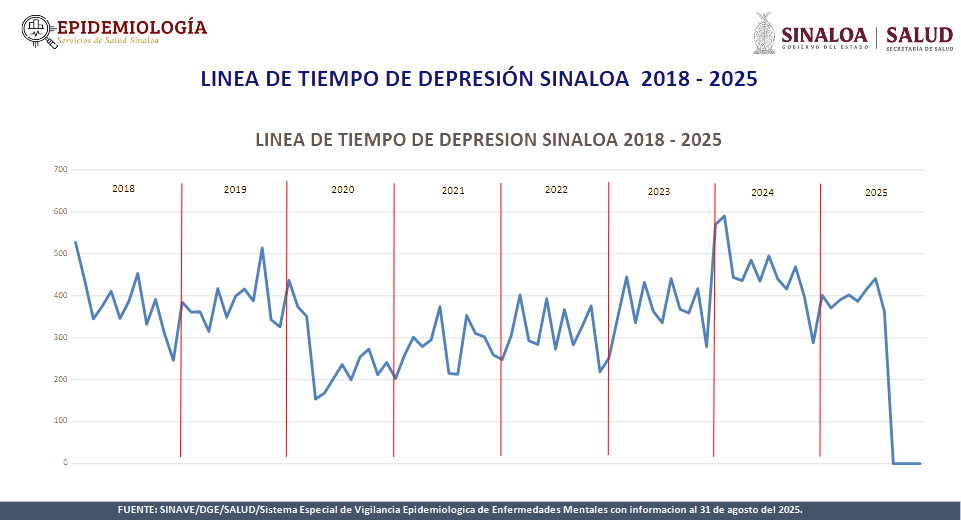 EPIDEMIOLOGÍA
Servicios de Salud Sinaloa
SINALOA
GOBIERNO DEL ESTADO
SALUD
SECRETARÍA DE SALUD
LINEA DE TIEMPO DE DEPRESIÓN SINALOA 2018 - 2025
LINEA DE TIEMPO DE DEPRESION SINALOA 2018 - 2025
700
600
500
400
300
200
100
0
2018
2019
2020
2021
2022
2023
2024
2025
FUENTE: SINAVE/DGE/SALUD/Sistema Especial de Vigilancia Epidemiologica de Enfermedades Mentales con informacion al 31 de agosto del 2025.